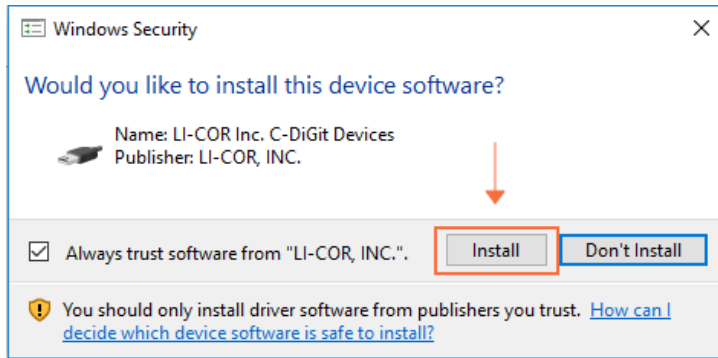 Windows Security
Would you like to install this device software?
Name: LI-COR Inc. C-DiGit Devices
Publisher: LI-COR, INC.
Always trust software from "LI-COR, INC.".
Install
Don't Install
You should only install driver software from publishers you trust. How can I
decide which device software is safe to install?